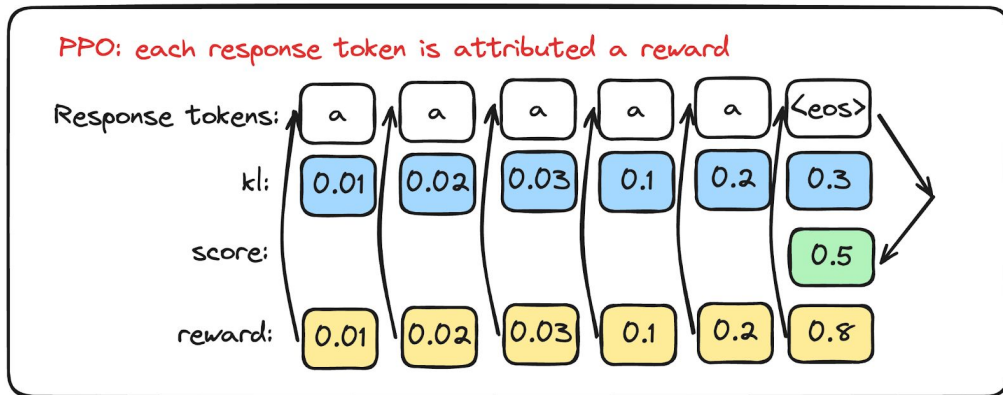 PPO: each response token is attributed a reward
Response tokens: a a a a a <eos>
kl: 0.01 0.02 0.03 0.1 0.2 0.3
score: 0.5
reward: 0.01 0.02 0.03 0.1 0.2 0.8